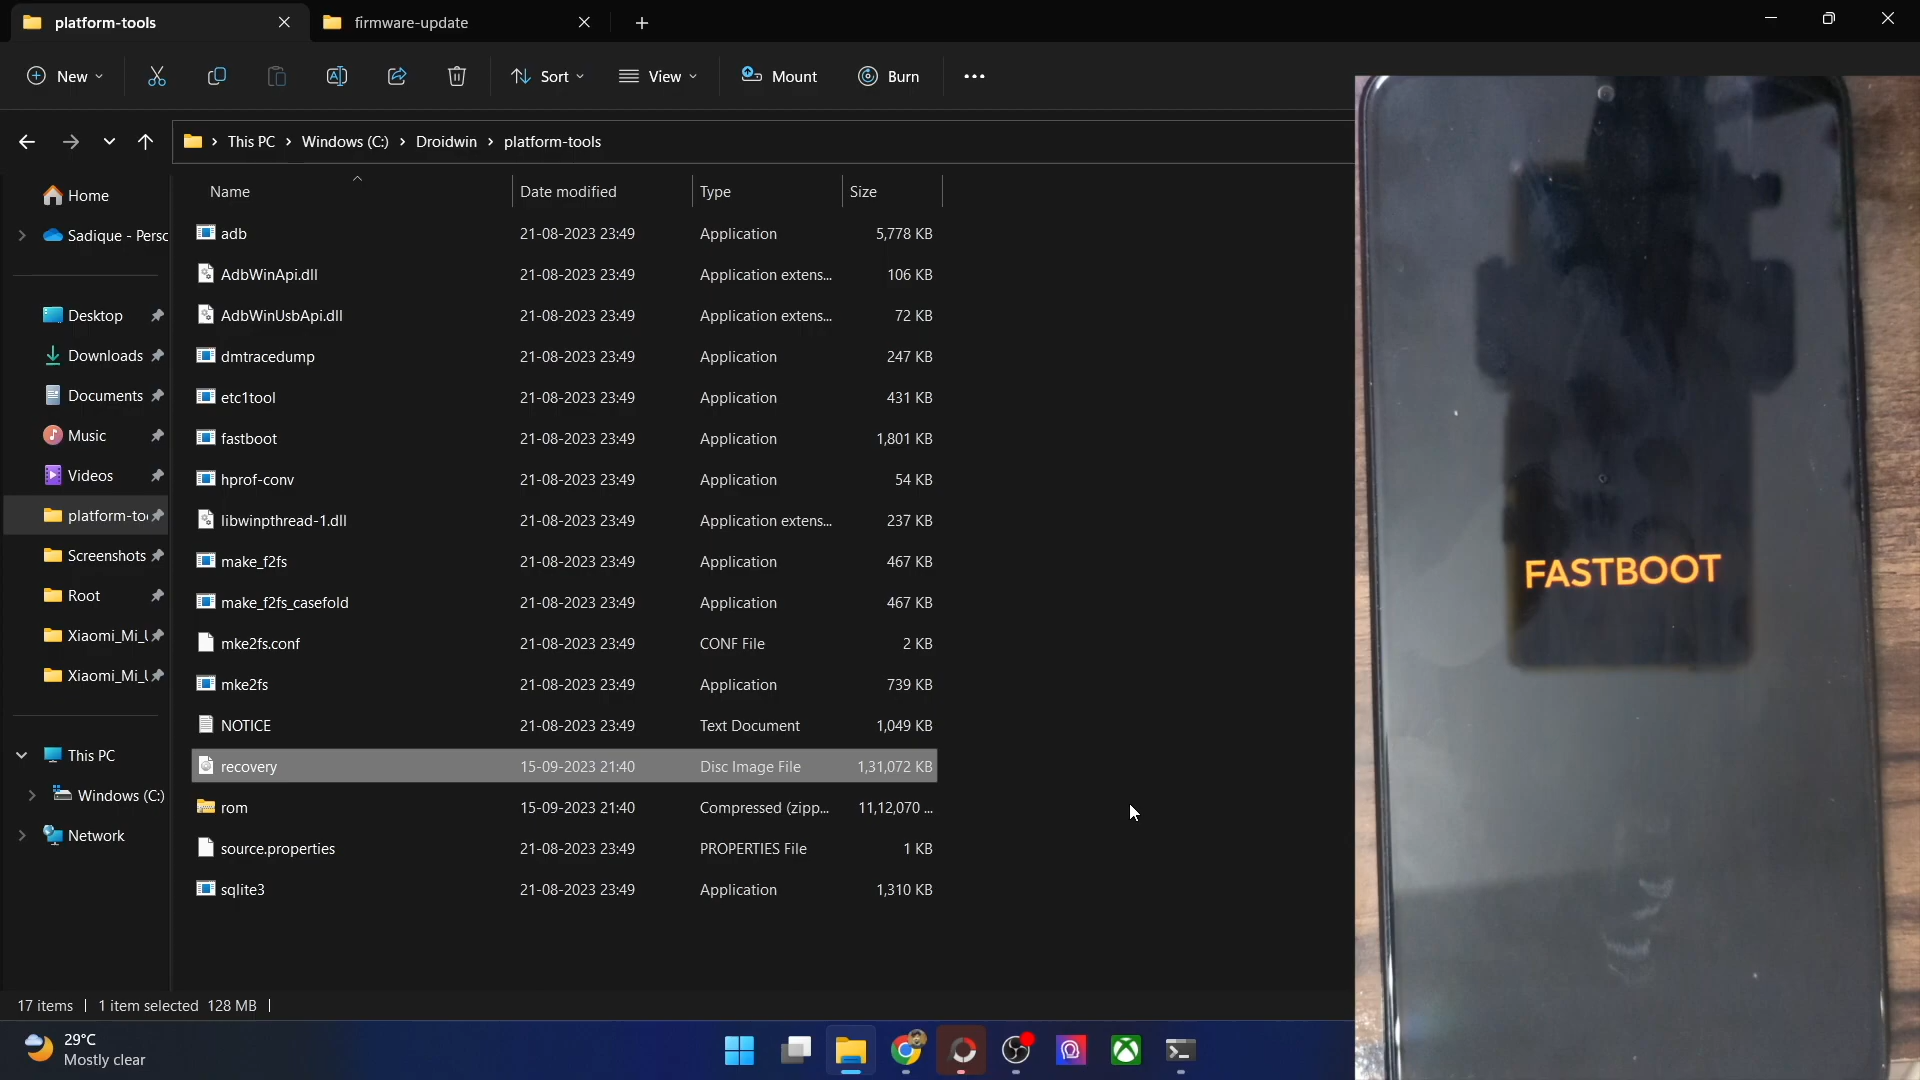 platform-tools
firmware-update
New
Sort
View
Mount
Burn
This PC > Windows (C:) > Droidwin > platform-tools
Name Date modified Type Size
Home
Sadique - Persc
Desktop
Downloads
Documents
Music
Videos
platform-too
Screenshots
Root
Xiaomi_Mi_U
Xiaomi_Mi_U
This PC
Windows (C:)
Network
adb 21-08-2023 23:49 Application 5,778 KB
AdbWinApi.dll 21-08-2023 23:49 Application extens... 106 KB
AdbWinUsbApi.dll 21-08-2023 23:49 Application extens... 72 KB
dmtracedump 21-08-2023 23:49 Application 247 KB
etc1tool 21-08-2023 23:49 Application 431 KB
fastboot 21-08-2023 23:49 Application 1,801 KB
hprof-conv 21-08-2023 23:49 Application 54 KB
libwinpthread-1.dll 21-08-2023 23:49 Application extens... 237 KB
make_f2fs 21-08-2023 23:49 Application 467 KB
make_f2fs_casefold 21-08-2023 23:49 Application 467 KB
mke2fs.conf 21-08-2023 23:49 CONF File 2 KB
mke2fs 21-08-2023 23:49 Application 739 KB
NOTICE 21-08-2023 23:49 Text Document 1,049 KB
recovery 15-09-2023 21:40 Disc Image File 1,31,072 KB
rom 15-09-2023 21:40 Compressed (zipp... 11,12,070 ...
source.properties 21-08-2023 23:49 PROPERTIES File 1 KB
sqlite3 21-08-2023 23:49 Application 1,310 KB
17 items | 1 item selected 128 MB |
29°C
Mostly clear
FASTBOOT